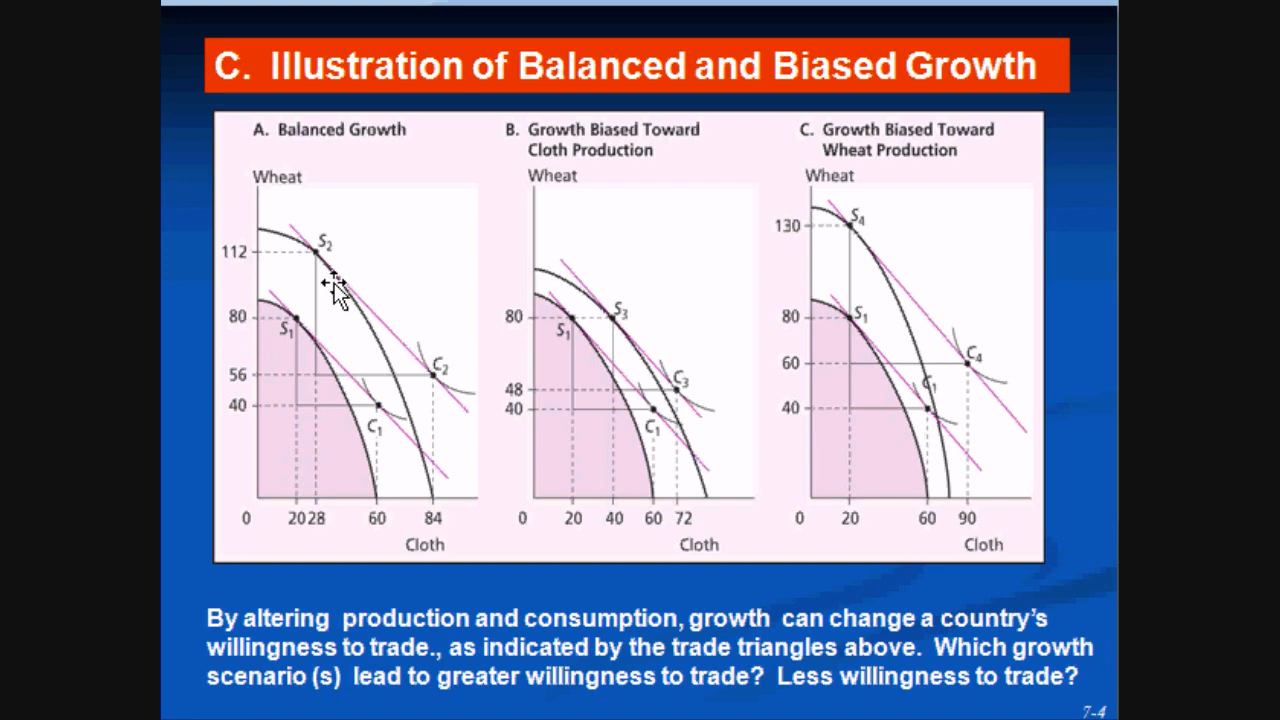 C. Illustration of Balanced and Biased Growth
A. Balanced Growth
Wheat
112
80
56
40
S2
S1
C2
C1
0 20 28 60 84
Cloth
B. Growth Biased Toward
Cloth Production
Wheat
80
48
40
S3
S1
C3
C1
0 20 40 60 72
Cloth
C. Growth Biased Toward
Wheat Production
Wheat
130
80
60
40
S4
S1
C4
C1
0 20 60 90
Cloth
By altering production and consumption, growth can change a country's
willingness to trade., as indicated by the trade triangles above. Which growth
scenario (s) lead to greater willingness to trade? Less willingness to trade?
7-4